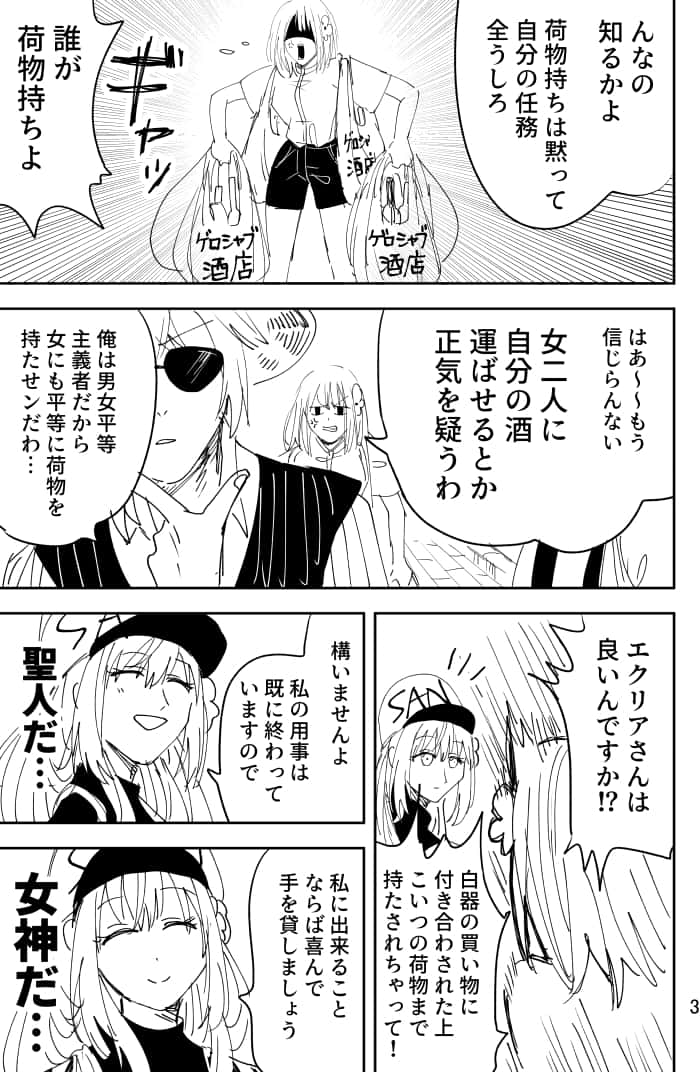 んなの
知るかよ
荷物持ちは黙って
自分の任務
全うしろ
ゲロシャブ
酒店
ゲロシャブ
酒店
酒店
ギャッ
誰が
荷物持ちよ
はあ〜〜もう
信じらんない
女二人に
自分の酒
運ばせるとか
正気を疑うわ
俺は男女平等
主義者だから
女にも平等に荷物を
持たせンだわ…
エクリアさんは
良いんですか!?
SAN
白器の買い物に
付き合わされた上
こいつの荷物まで
持たされちゃって！
構いませんよ
私の用事は
既に終わって
いますので
聖人だ…
私に出来ること
ならば喜んで
手を貸しましょう
女神だ…
3